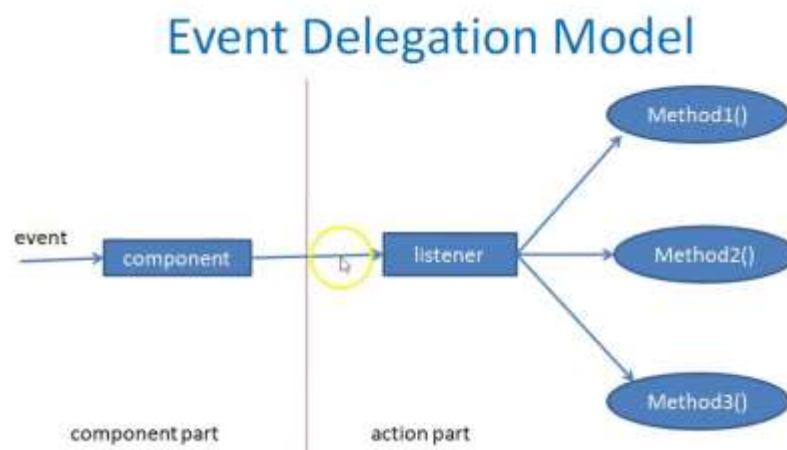 Event Delegation Model
Method1()
event
component
listener
Method2()
Method3()
component part
action part